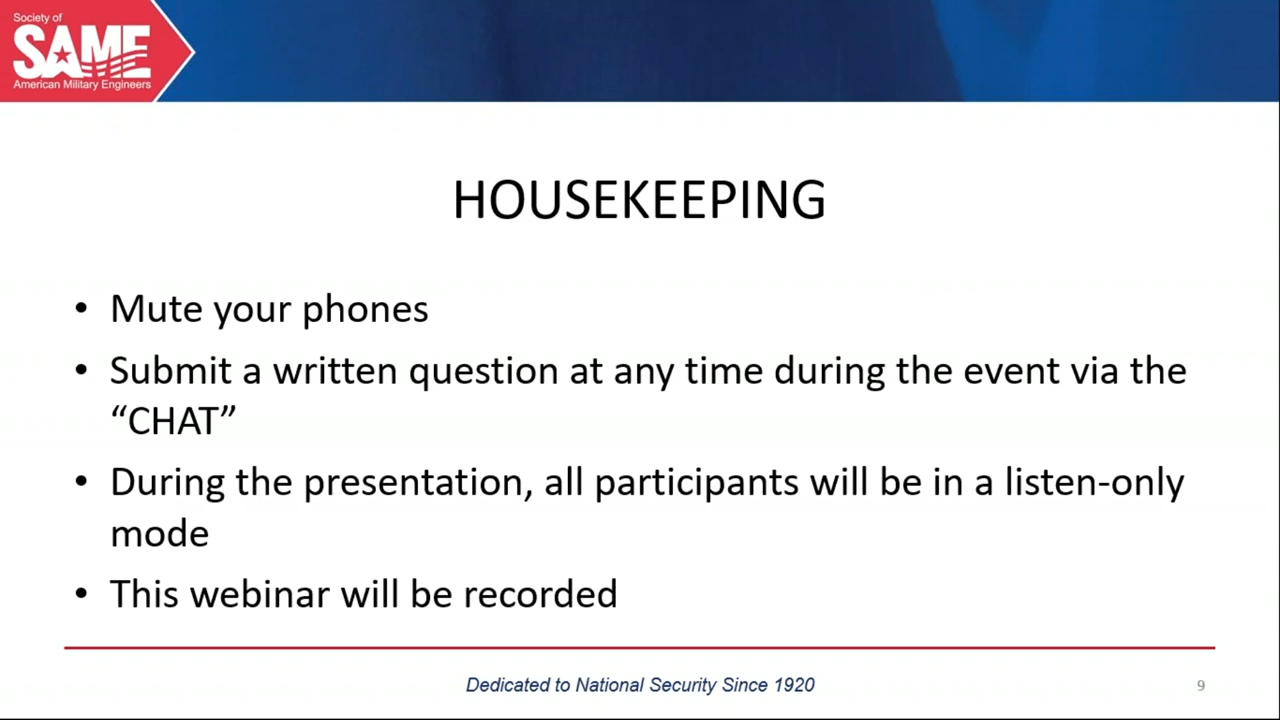 Society of
SAME
American Military Engineers
HOUSEKEEPING
• Mute your phones
• Submit a written question at any time during the event via the
“CHAT”
• During the presentation, all participants will be in a listen-only
mode
• This webinar will be recorded
Dedicated to National Security Since 1920
9